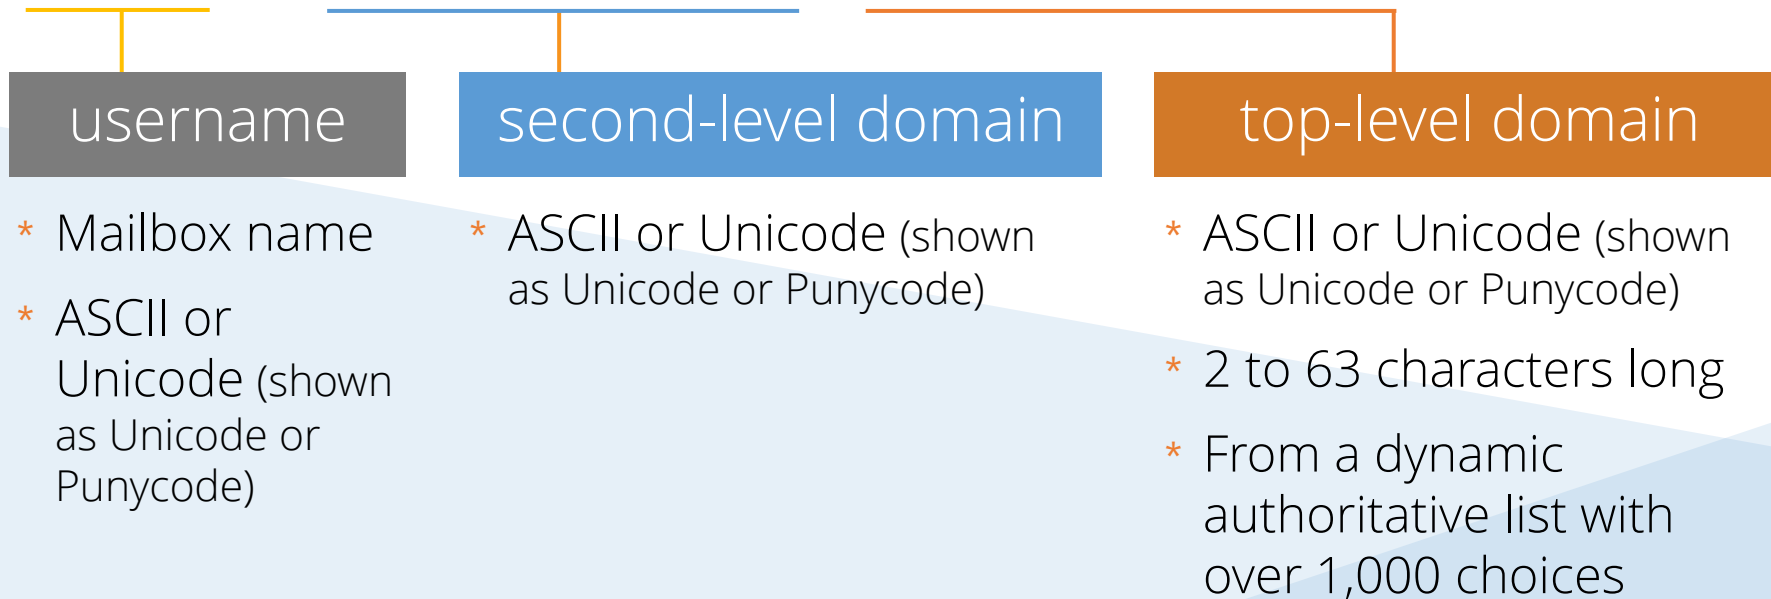 username
* Mailbox name
* ASCII or
Unicode (shown
as Unicode or
Punycode)
second-level domain
* ASCII or Unicode (shown
as Unicode or Punycode)
top-level domain
* ASCII or Unicode (shown
as Unicode or Punycode)
* 2 to 63 characters long
* From a dynamic
authoritative list with
over 1,000 choices